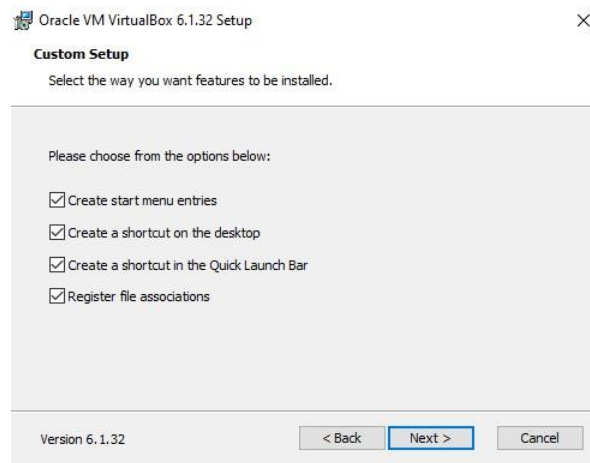 Oracle VM VirtualBox 6.1.32 Setup
Custom Setup
Select the way you want features to be installed.
Please choose from the options below:
Create start menu entries
Create a shortcut on the desktop
Create a shortcut in the Quick Launch Bar
Register file associations
Version 6.1.32
< Back
Next >
Cancel